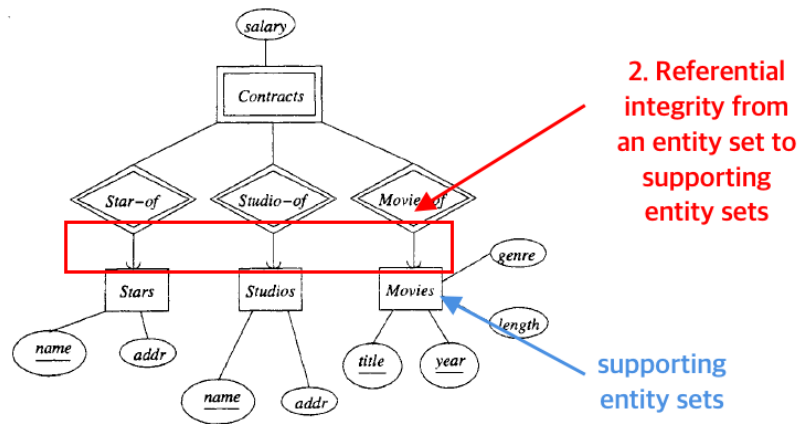 salary
Contracts
2. Referential
integrity from
an entity set to
supporting
entity sets
Star-of
Studio-of
Movie-of
Stars
Studios
Movies
genre
length
name
addr
name
addr
title
year
supporting
entity sets